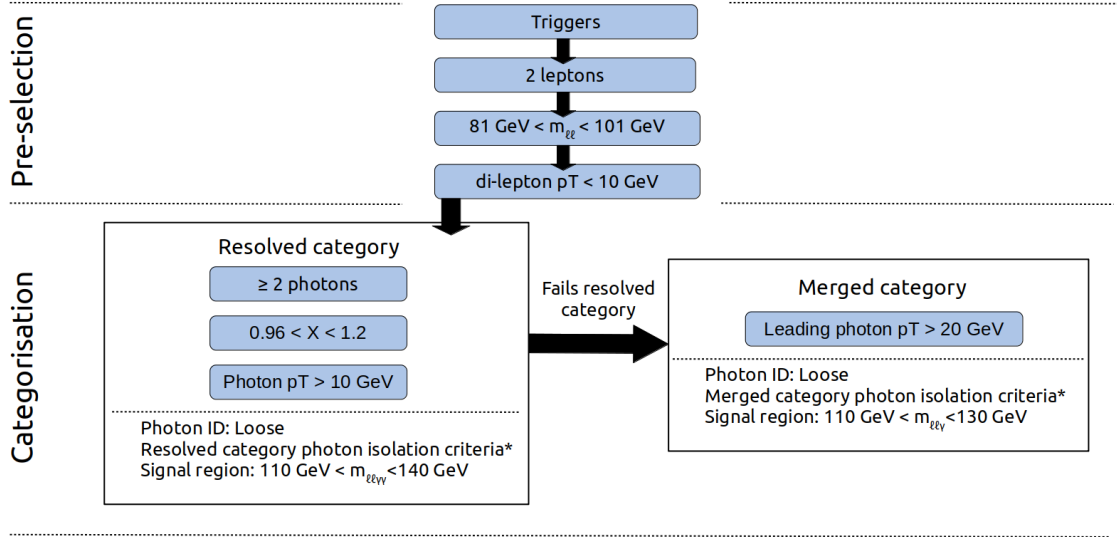 Pre-selection
Triggers
2 leptons
81 GeV < mℓℓ < 101 GeV
di-lepton pT < 10 GeV
Categorisation
Resolved category
≥ 2 photons
0.96 < X < 1.2
Photon pT > 10 GeV
Photon ID: Loose
Resolved category photon isolation criteria*
Signal region: 110 GeV < mℓℓγγ <140 GeV
Fails resolved
category
Merged category
Leading photon pT > 20 GeV
Photon ID: Loose
Merged category photon isolation criteria*
Signal region: 110 GeV < mℓℓγ <130 GeV